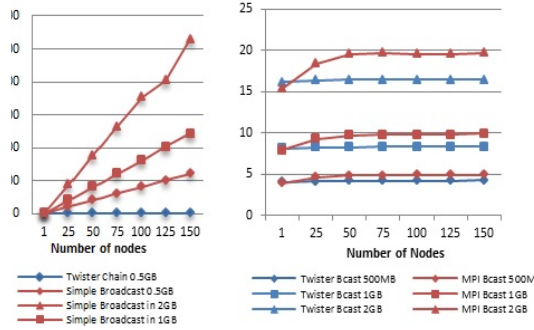 25
20
15
10
5
0
1 25 50 75 100 125 150
Number of nodes
1 25 50 75 100 125 150
Number of Nodes
Twister Chain 0.5GB
Simple Broadcast 0.5GB
Simple Broadcast in 2GB
Simple Broadcast in 1GB
Twister Bcast 500MB
MPI Bcast 500M
Twister Bcast 1GB
MPI Bcast 1GB
Twister Bcast 2GB
MPI Bcast 2GB